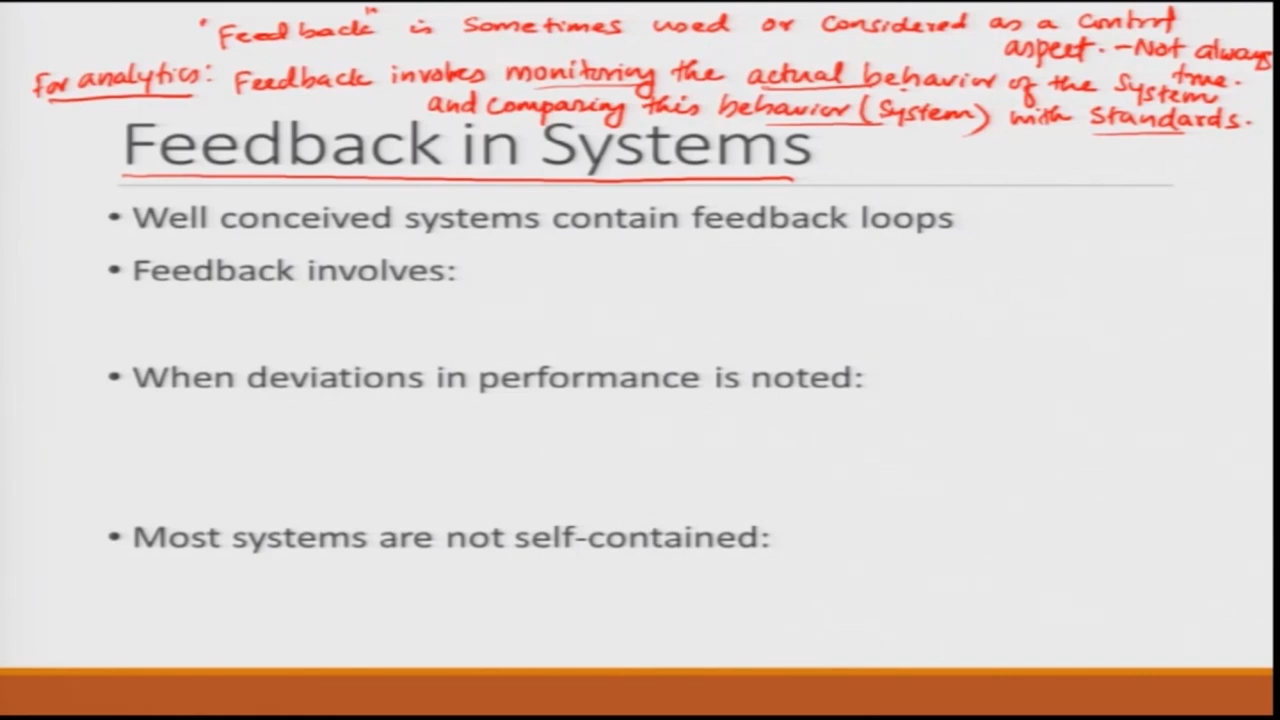 "Feedback" is sometimes used or considered as a control
aspect. - Not always true.
For analytics: Feedback involves monitoring the actual behavior of the system
and comparing this behavior (system) with standards.
Feedback in Systems
• Well conceived systems contain feedback loops
• Feedback involves:
• When deviations in performance is noted:
• Most systems are not self-contained: